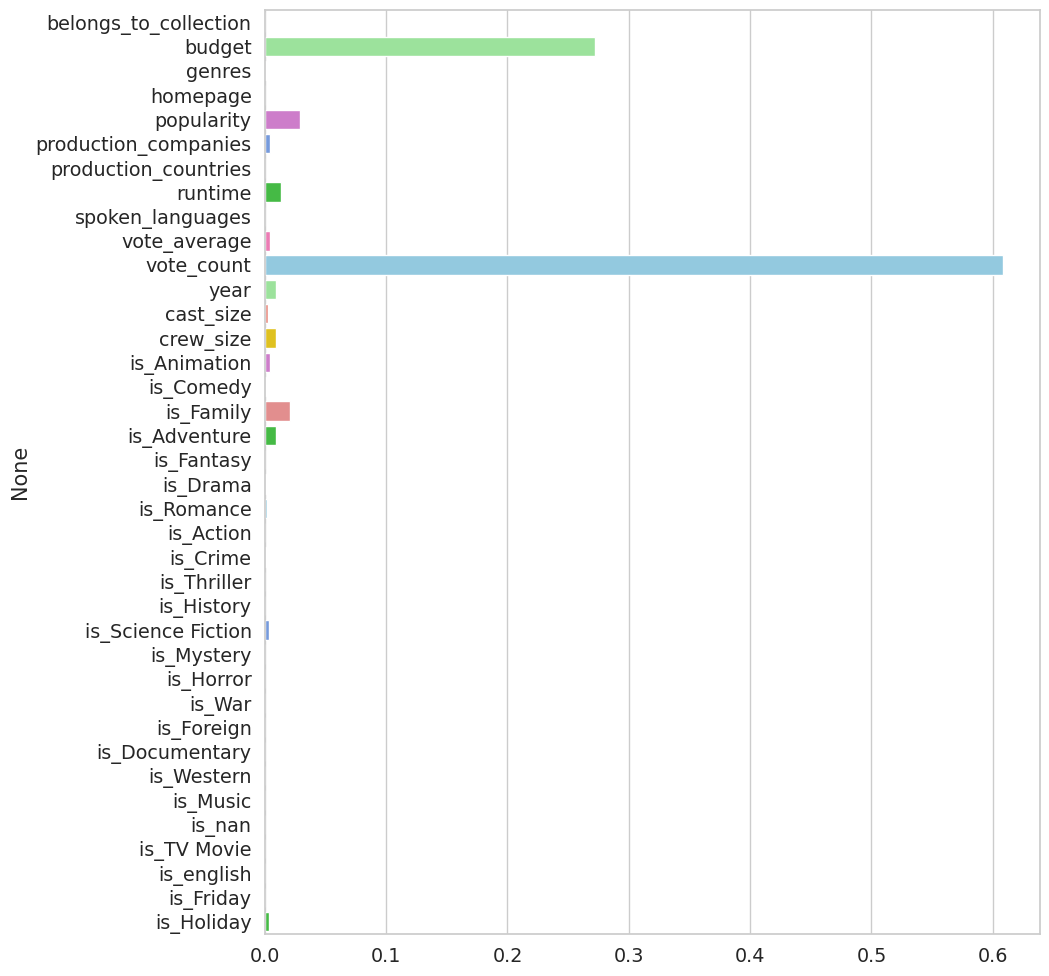 belongs_to_collection
budget
genres
homepage
popularity
production_companies
production_countries
runtime
spoken_languages
vote_average
vote_count
year
cast_size
crew_size
is_Animation
is_Comedy
is_Family
is_Adventure
is_Fantasy
is_Drama
is_Romance
is_Action
is_Crime
is_Thriller
is_History
is_Science Fiction
is_Mystery
is_Horror
is_War
is_Foreign
is_Documentary
is_Western
is_Music
is_nan
is_TV Movie
is_english
is_Friday
is_Holiday
None
0.0 0.1 0.2 0.3 0.4 0.5 0.6